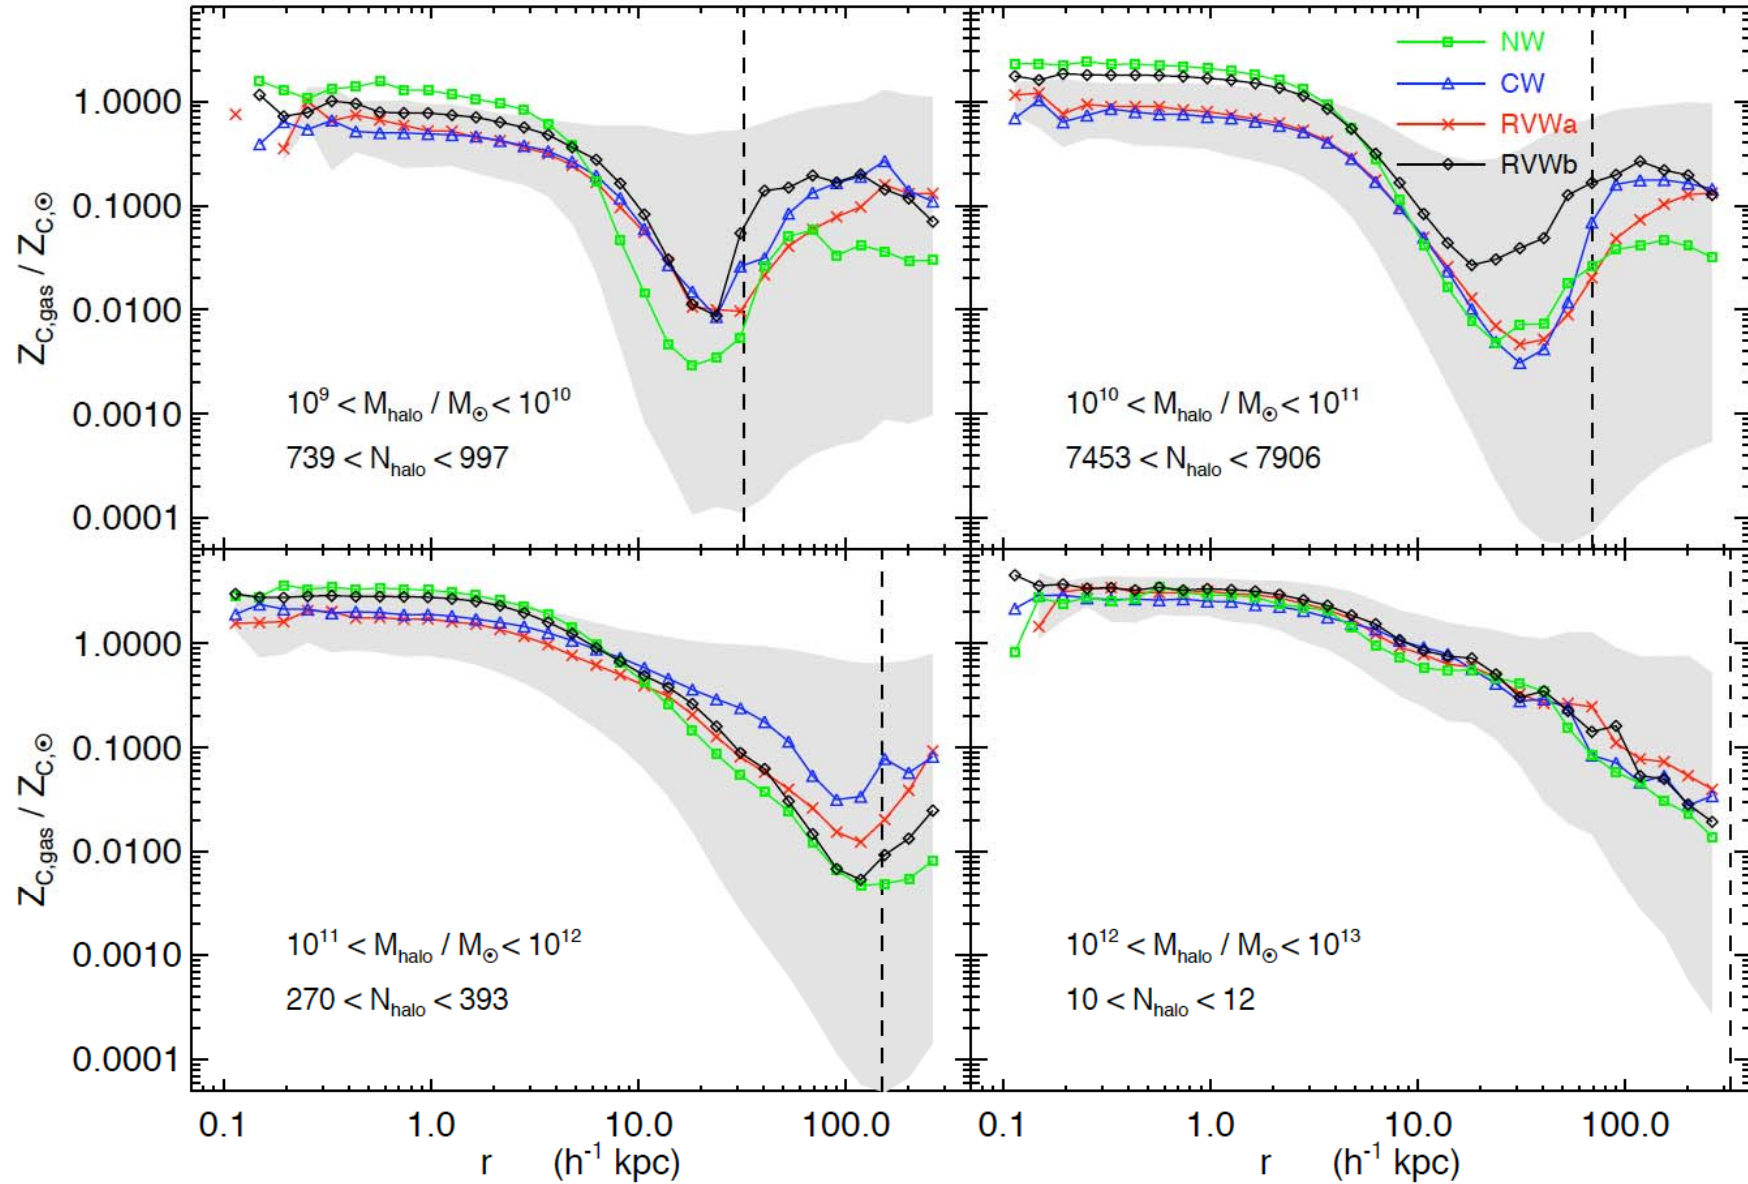 NW
CW
RVWa
RVWb
Z_C,gas / Z_C,⊙
1.0000
0.1000
0.0100
0.0010
0.0001
10^9 < M_halo / M_⊙ < 10^10
739 < N_halo < 997
10^10 < M_halo / M_⊙ < 10^11
7453 < N_halo < 7906
Z_C,gas / Z_C,⊙
1.0000
0.1000
0.0100
0.0010
0.0001
10^11 < M_halo / M_⊙ < 10^12
270 < N_halo < 393
10^12 < M_halo / M_⊙ < 10^13
10 < N_halo < 12
0.1 1.0 10.0 100.0
0.1 1.0 10.0 100.0
r (h^-1 kpc)
r (h^-1 kpc)